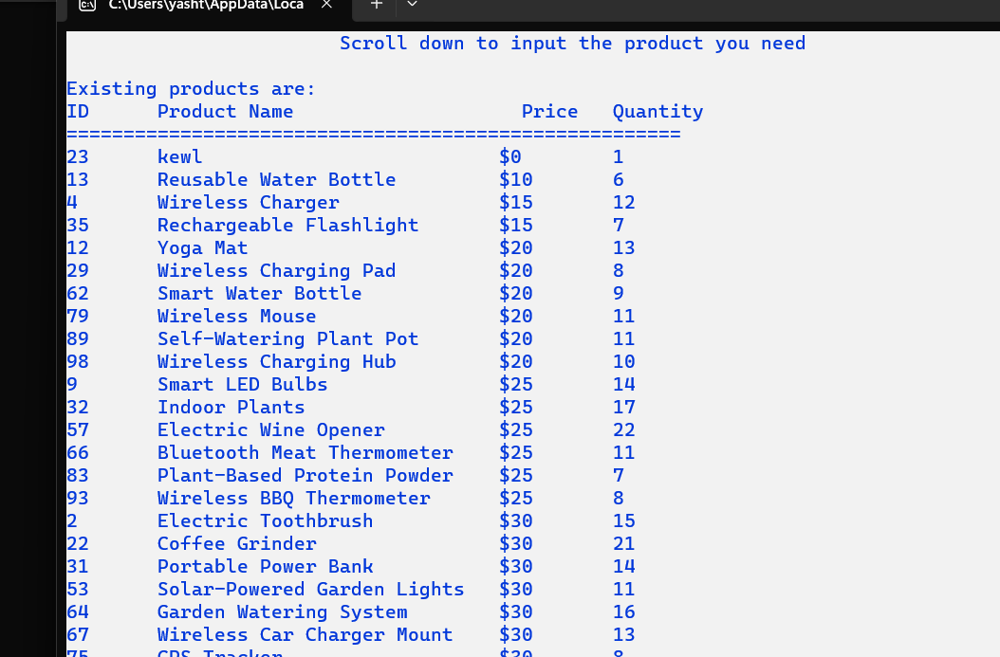 C:\Users\yasht\AppData\Loca
Scroll down to input the product you need
Existing products are:
ID Product Name Price Quantity
======================================================
23 kewl $0 1
13 Reusable Water Bottle $10 6
4 Wireless Charger $15 12
35 Rechargeable Flashlight $15 7
12 Yoga Mat $20 13
29 Wireless Charging Pad $20 8
62 Smart Water Bottle $20 9
79 Wireless Mouse $20 11
89 Self-Watering Plant Pot $20 11
98 Wireless Charging Hub $20 10
9 Smart LED Bulbs $25 14
32 Indoor Plants $25 17
57 Electric Wine Opener $25 22
66 Bluetooth Meat Thermometer $25 11
83 Plant-Based Protein Powder $25 7
93 Wireless BBQ Thermometer $25 8
2 Electric Toothbrush $30 15
22 Coffee Grinder $30 21
31 Portable Power Bank $30 14
53 Solar-Powered Garden Lights $30 11
64 Garden Watering System $30 16
67 Wireless Car Charger Mount $30 13
75 GPS Tracker $30 8